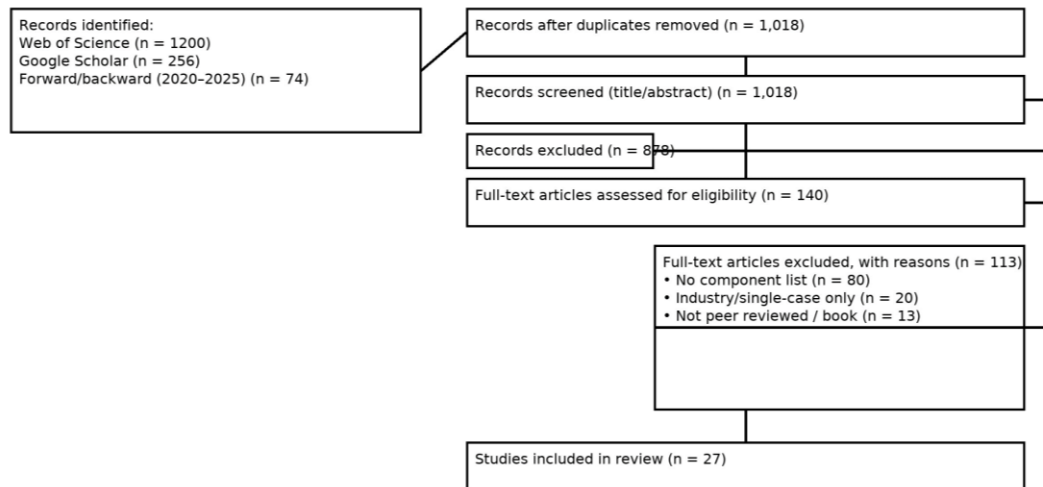 Records identified:
Web of Science (n = 1200)
Google Scholar (n = 256)
Forward/backward (2020–2025) (n = 74)
Records after duplicates removed (n = 1,018)
Records screened (title/abstract) (n = 1,018)
Records excluded (n = 878)
Full-text articles assessed for eligibility (n = 140)
Full-text articles excluded, with reasons (n = 113)
• No component list (n = 80)
• Industry/single-case only (n = 20)
• Not peer reviewed / book (n = 13)
Studies included in review (n = 27)